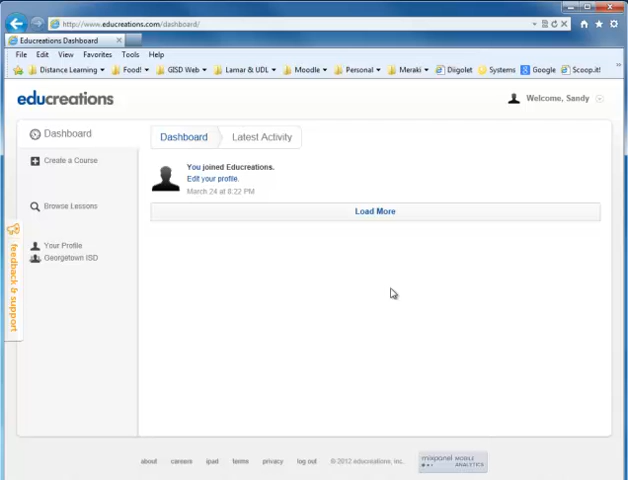 http://www.educreations.com/dashboard/
Educreations Dashboard
File Edit View Favorites Tools Help
Distance Learning Food! GISD Web Lamar & UDL Moodle Personal Meraki Diigolet Systems Google Scoop.it!
educreations
Welcome, Sandy
Dashboard
Dashboard Latest Activity
Create a Course
You joined Educreations.
Edit your profile.
March 24 at 8:22 PM
Browse Lessons
Load More
Your Profile
Georgetown ISD
feedback & support
about careers ipad terms privacy log out © 2012 educreations, inc.
mixpanel MOBILE ANALYTICS